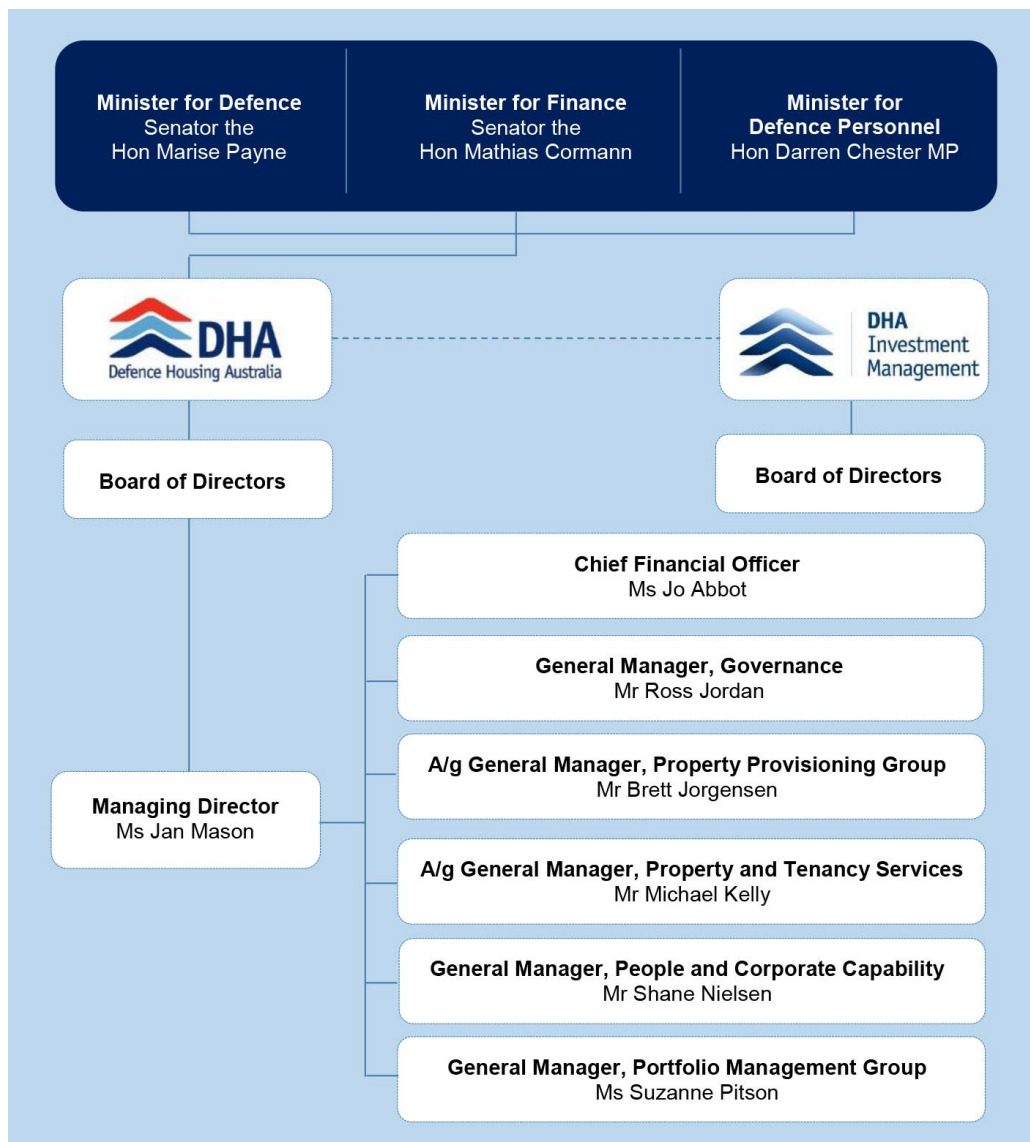 Minister for Defence
Senator the
Hon Marise Payne
Minister for Finance
Senator the
Hon Mathias Cormann
Minister for
Defence Personnel
Hon Darren Chester MP
DHA
Defence Housing Australia
DHA
Investment
Management
Board of Directors
Board of Directors
Chief Financial Officer
Ms Jo Abbot
General Manager, Governance
Mr Ross Jordan
A/g General Manager, Property Provisioning Group
Mr Brett Jorgensen
Managing Director
Ms Jan Mason
A/g General Manager, Property and Tenancy Services
Mr Michael Kelly
General Manager, People and Corporate Capability
Mr Shane Nielsen
General Manager, Portfolio Management Group
Ms Suzanne Pitson